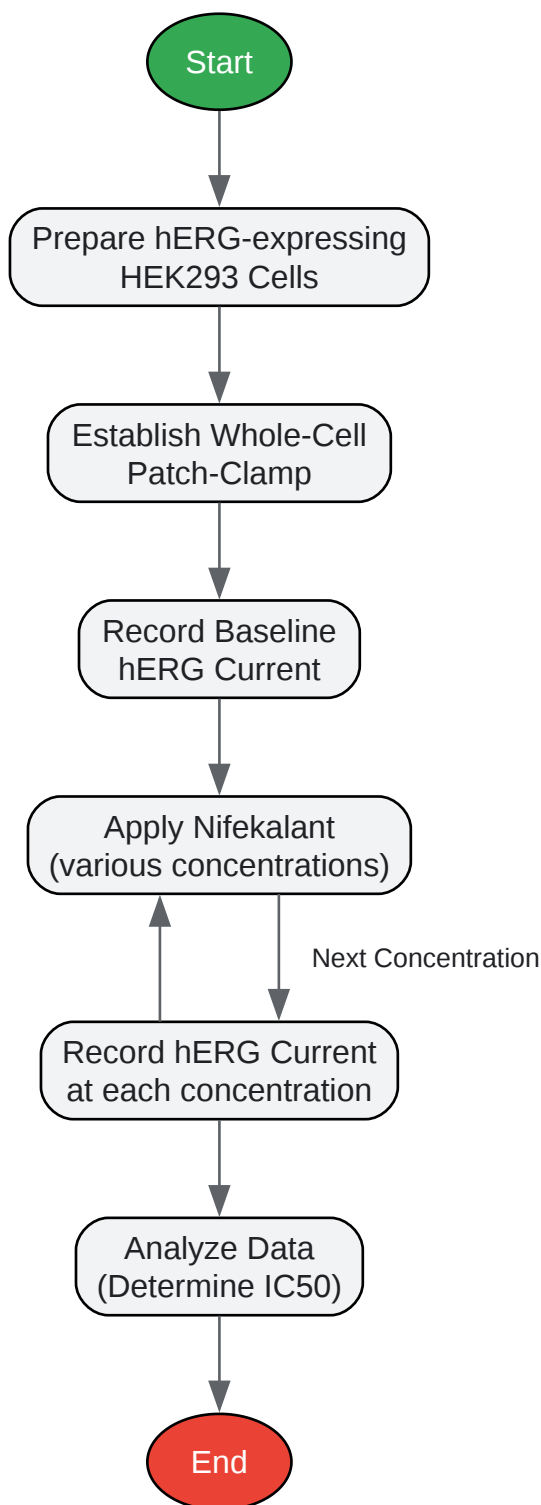 Start
Prepare hERG-expressing
HEK293 Cells
Establish Whole-Cell
Patch-Clamp
Record Baseline
hERG Current
Apply Nifekalant
(various concentrations)
Next Concentration
Record hERG Current
at each concentration
Analyze Data
(Determine IC50)
End